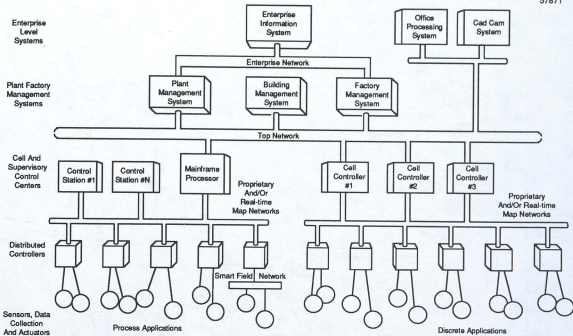 57871
Enterprise
Level
Systems
Enterprise
Information
System
Office
Processing
System
Cad Cam
System
Enterprise Network
Plant Factory
Management
Systems
Plant
Management
System
Building
Management
System
Factory
Management
System
Top Network
Cell And
Supervisory
Control
Centers
Control
Station #1
Control
Station #N
Mainframe
Processor
Proprietary
And/Or
Real-time
Map Networks
Cell
Controller
#1
Cell
Controller
#2
Cell
Controller
#3
Proprietary
And/Or Real-time
Map Networks
Distributed
Controllers
Smart Field Network
Sensors, Data
Collection
And Actuators
Process Applications
Discrete Applications